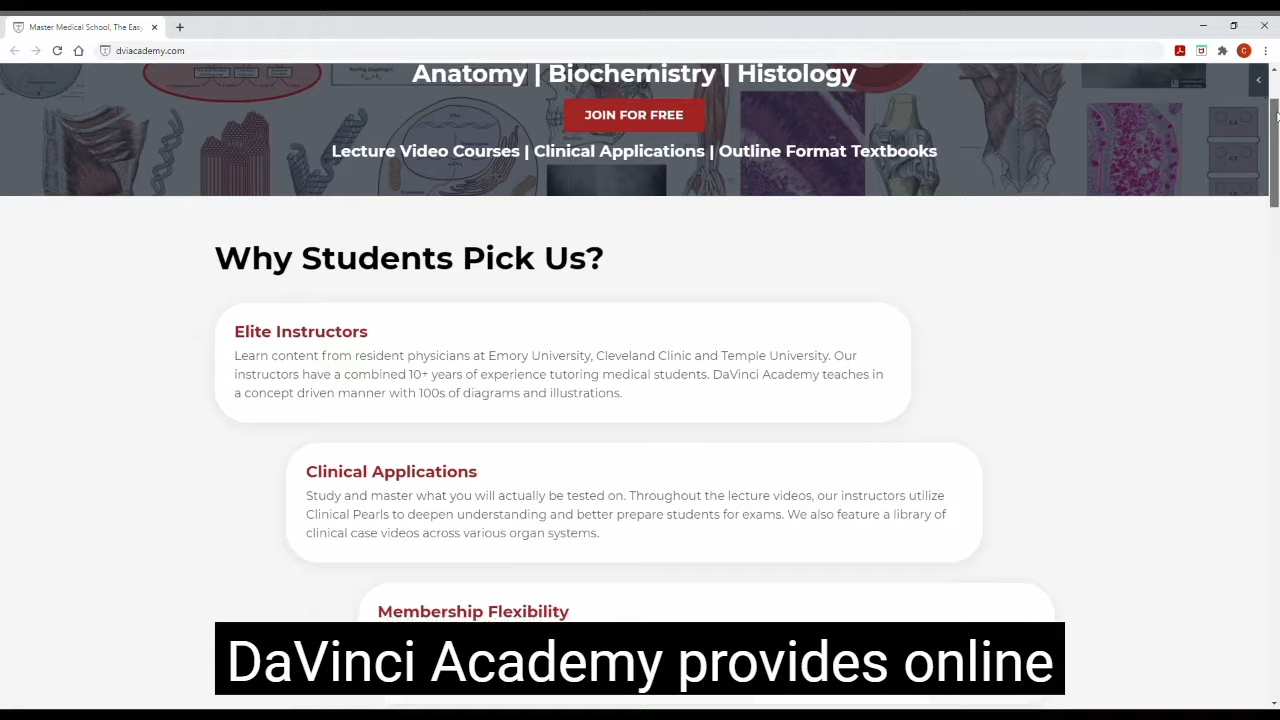 Master Medical School, The Easy
dviacademy.com
Anatomy | Biochemistry | Histology
JOIN FOR FREE
Lecture Video Courses | Clinical Applications | Outline Format Textbooks
Why Students Pick Us?
Elite Instructors
Learn content from resident physicians at Emory University, Cleveland Clinic and Temple University. Our
instructors have a combined 10+ years of experience tutoring medical students. DaVinci Academy teaches in
a concept driven manner with 100s of diagrams and illustrations.
Clinical Applications
Study and master what you will actually be tested on. Throughout the lecture videos, our instructors utilize
Clinical Pearls to deepen understanding and better prepare students for exams. We also feature a library of
clinical case videos across various organ systems.
Membership Flexibility
DaVinci Academy provides online